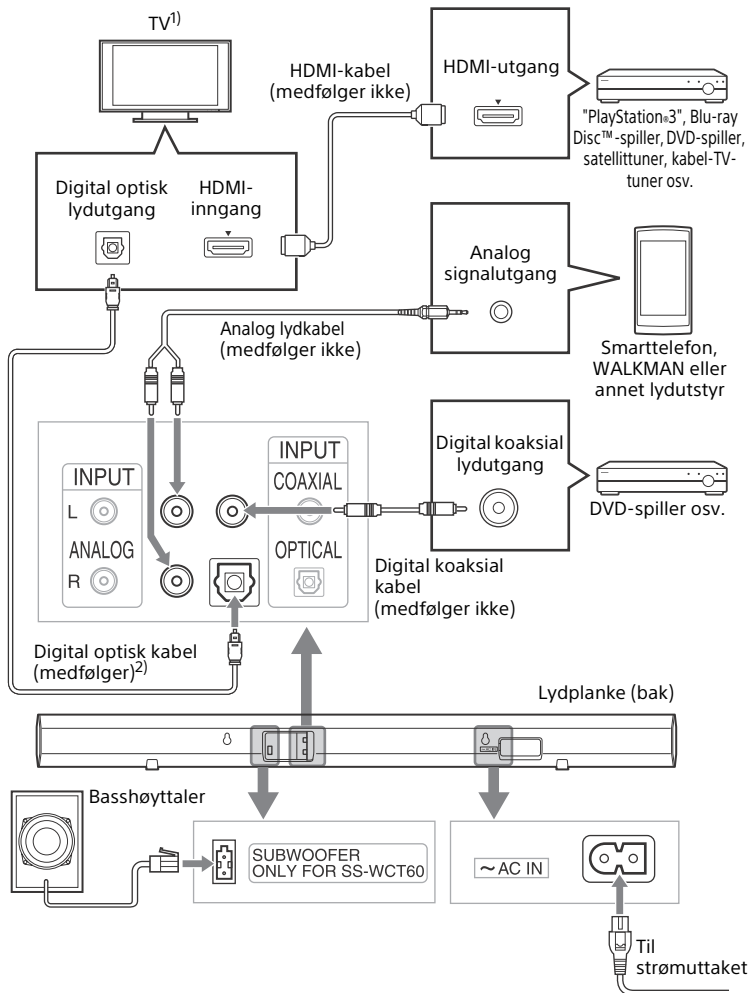 TV1)
HDMI-kabel
(medfølger ikke)
HDMI-utgang
"PlayStation®3", Blu-ray
Disc™-spiller, DVD-spiller,
satellittuner, kabel-TV-
tuner osv.
Digital optisk
lydutgang
HDMI-
inngang
Analog
signalutgang
Analog lydkabel
(medfølger ikke)
Smarttelefon,
WALKMAN eller
annet lydutstyr
INPUT
L
ANALOG
R
INPUT
COAXIAL
OPTICAL
Digital koaksial
lydutgang
DVD-spiller osv.
Digital koaksial
kabel
(medfølger ikke)
Digital optisk kabel
(medfølger)2)
Lydplanke (bak)
Basshøyttaler
SUBWOOFER
ONLY FOR SS-WCT60
~ AC IN
Til
strømuttaket